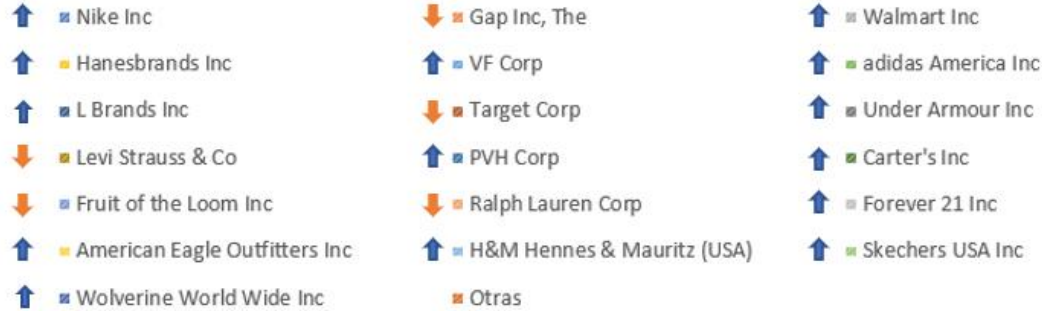 Nike Inc
Gap Inc, The
Walmart Inc
Hanesbrands Inc
VF Corp
adidas America Inc
L Brands Inc
Target Corp
Under Armour Inc
Levi Strauss & Co
PVH Corp
Carter's Inc
Fruit of the Loom Inc
Ralph Lauren Corp
Forever 21 Inc
American Eagle Outfitters Inc
H&M Hennes & Mauritz (USA)
Skechers USA Inc
Wolverine World Wide Inc
Otras